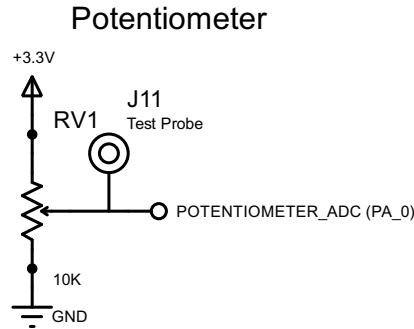 Potentiometer
+3.3V
J11
RV1
Test Probe
POTENTIOMETER_ADC (PA_0)
10K
GND